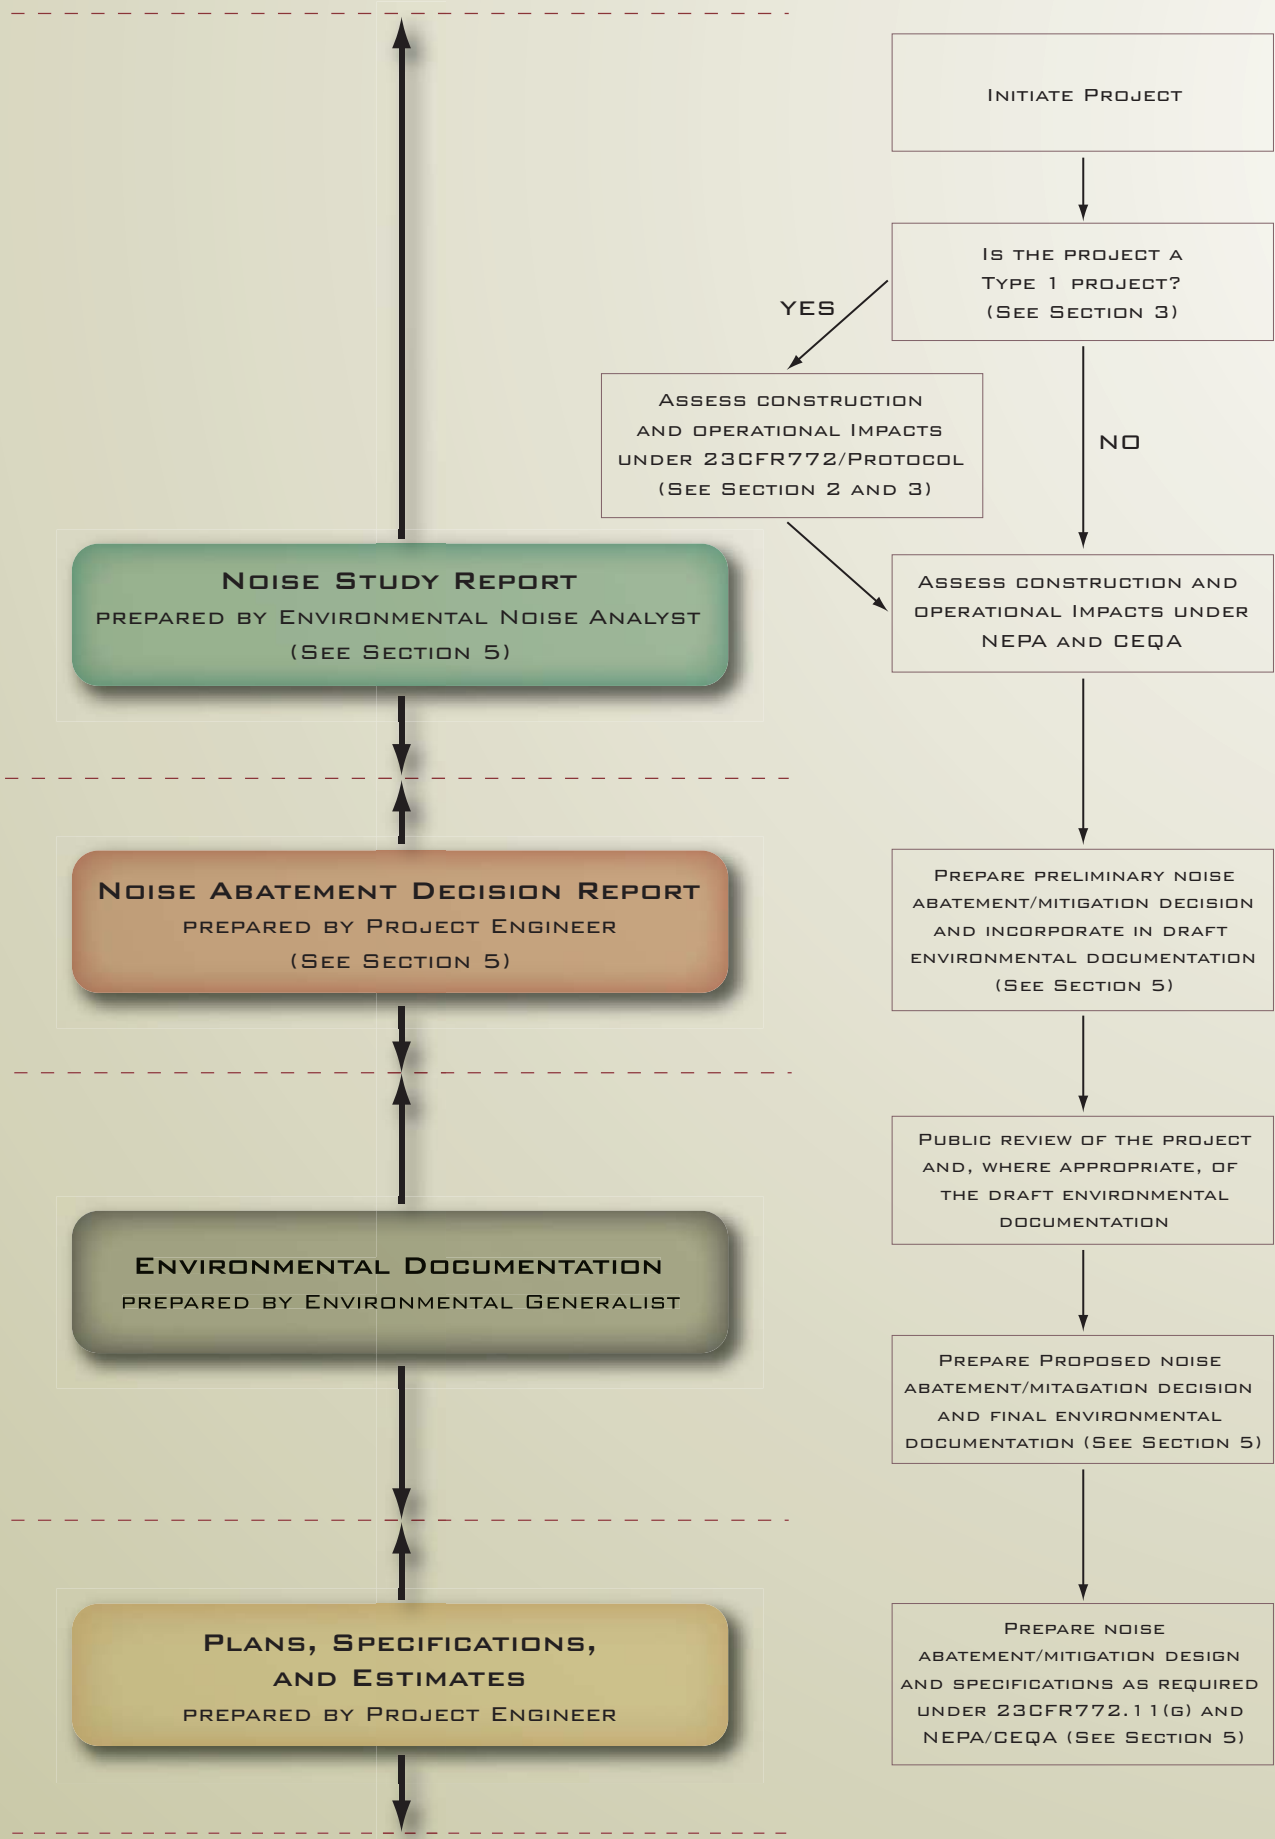 Initiate Project
Is the project a
Type 1 project?
(See Section 3)
YES
NO
Assess construction
and operational Impacts
under 23CFR772/Protocol
(See Section 2 and 3)
Noise Study Report
prepared by Environmental Noise Analyst
(See Section 5)
Assess construction and
operational Impacts under
NEPA and CEQA
Noise Abatement Decision Report
prepared by Project Engineer
(See Section 5)
Prepare preliminary noise
abatement/mitigation decision
and incorporate in draft
environmental documentation
(See Section 5)
Public review of the project
and, where appropriate, of
the draft environmental
documentation
Environmental Documentation
prepared by Environmental Generalist
Prepare Proposed noise
abatement/mitagation decision
and final environmental
documentation (See Section 5)
Plans, Specifications,
and Estimates
prepared by Project Engineer
Prepare noise
abatement/mitigation design
and specifications as required
under 23CFR772.11(g) and
NEPA/CEQA (See Section 5)